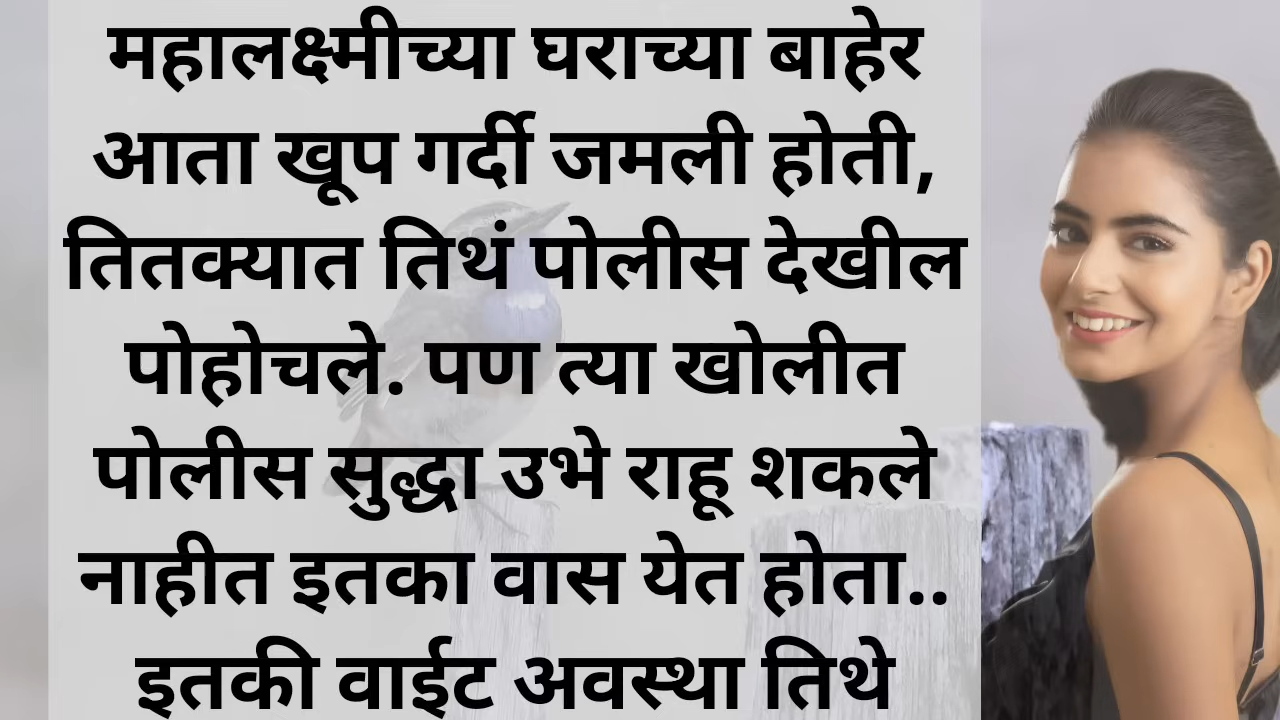 महालक्ष्मीच्या घराच्या बाहेर
आता खूप गर्दी जमली होती,
तितक्यात तिथं पोलीस देखील
पोहोचले. पण त्या खोलीत
पोलीस सुद्धा उभे राहू शकले
नाहीत इतका वास येत होता..
इतकी वाईट अवस्था तिथे